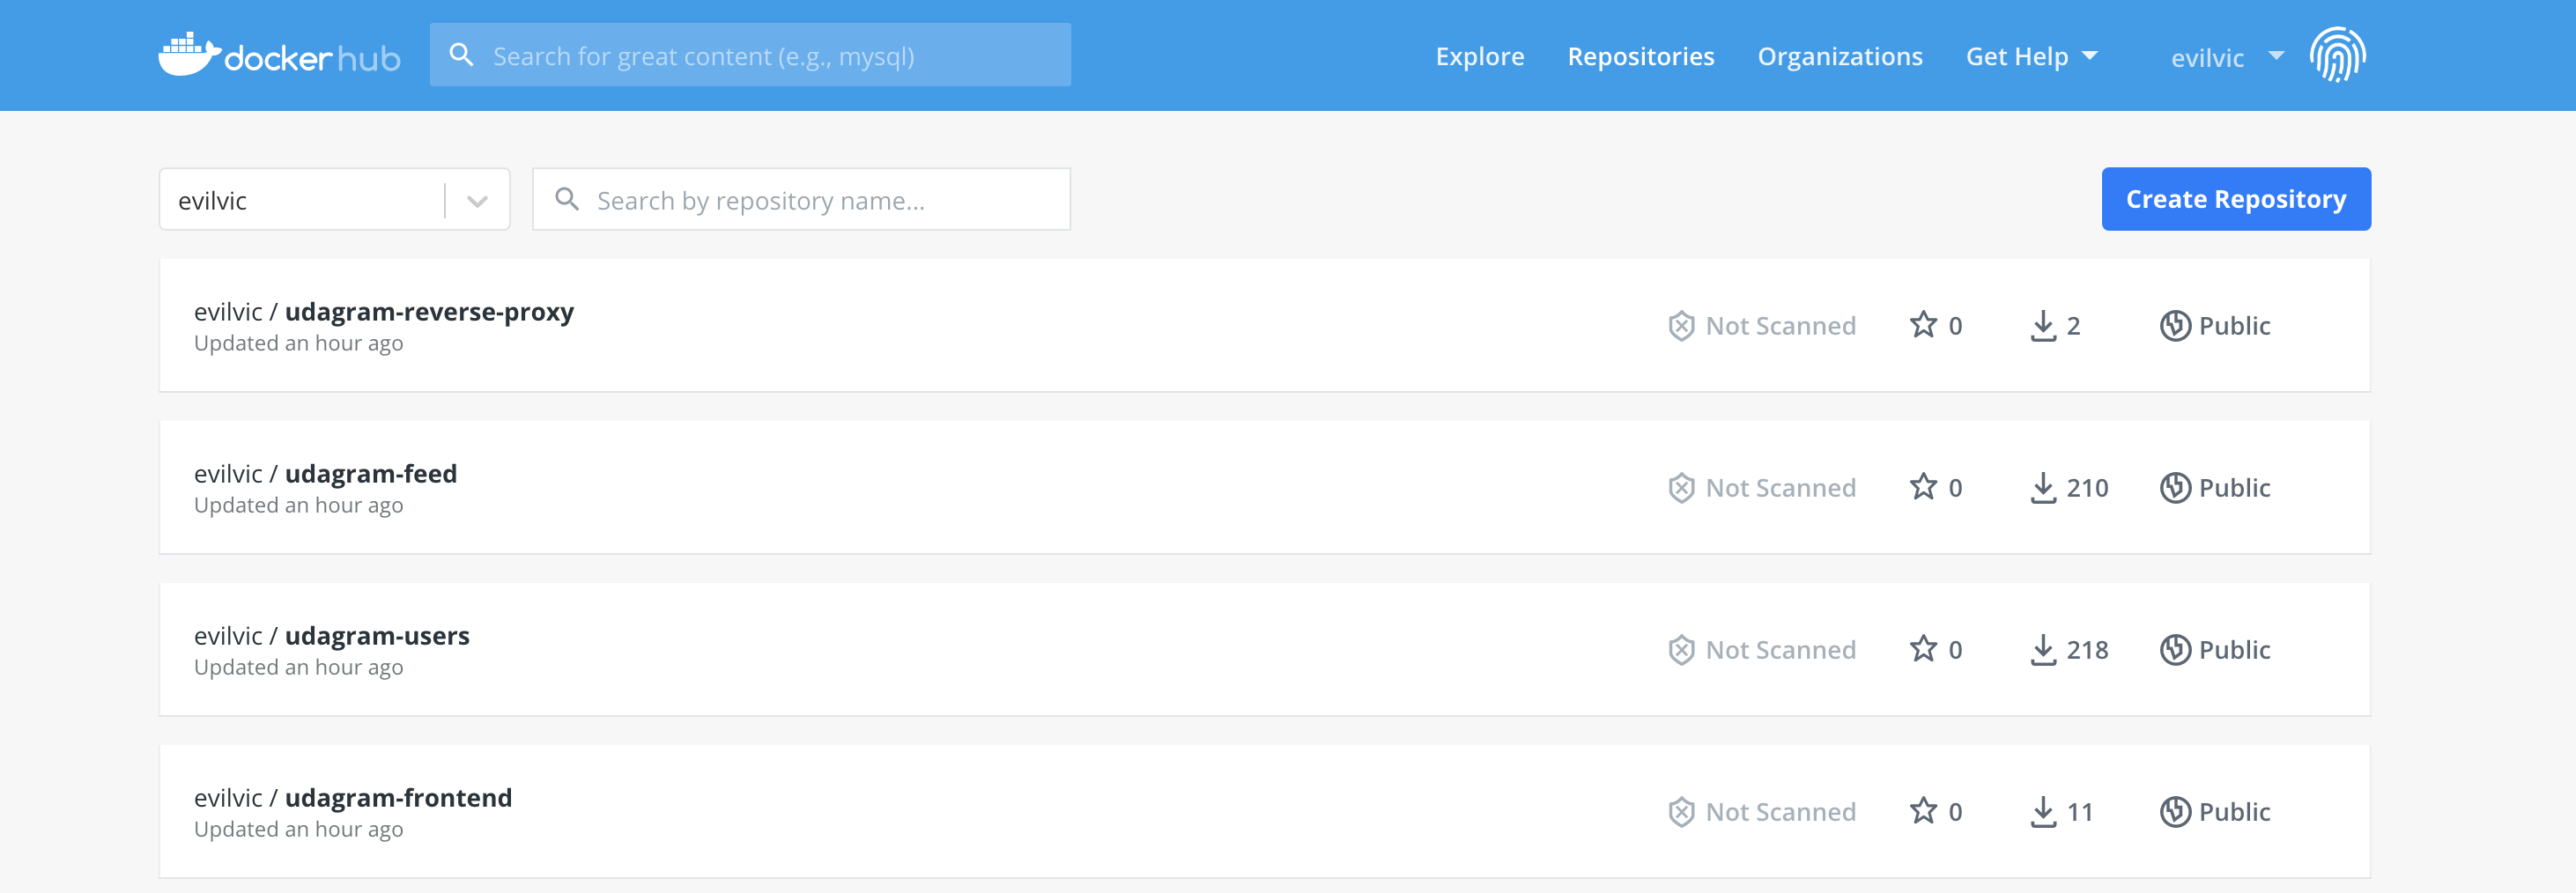 docker hub
Search for great content (e.g., mysql)
Explore Repositories Organizations Get Help evilvic
evilvic
Search by repository name...
Create Repository
evilvic / udagram-reverse-proxy
Updated an hour ago
Not Scanned 0 2 Public
evilvic / udagram-feed
Updated an hour ago
Not Scanned 0 210 Public
evilvic / udagram-users
Updated an hour ago
Not Scanned 0 218 Public
evilvic / udagram-frontend
Updated an hour ago
Not Scanned 0 11 Public